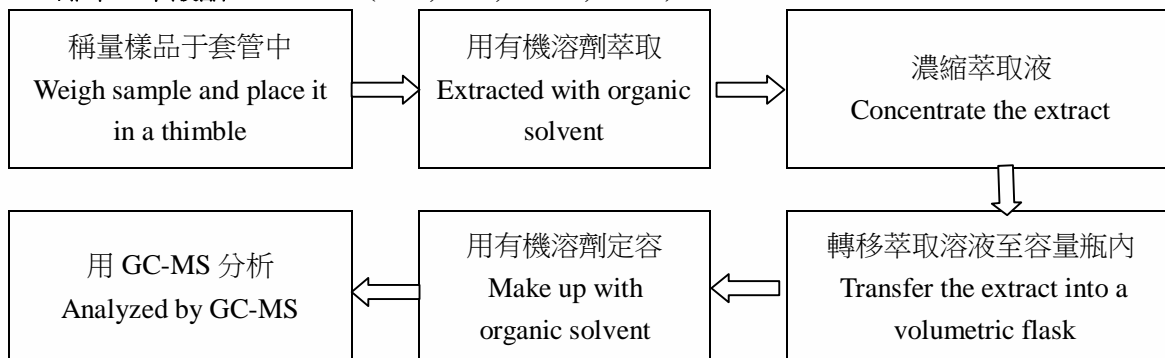 稱量樣品于套管中
Weigh sample and place it
in a thimble
用有機溶劑萃取
Extracted with organic
solvent
濃縮萃取液
Concentrate the extract
轉移萃取溶液至容量瓶內
Transfer the extract into a
volumetric flask
用有機溶劑定容
Make up with
organic solvent
用 GC-MS 分析
Analyzed by GC-MS